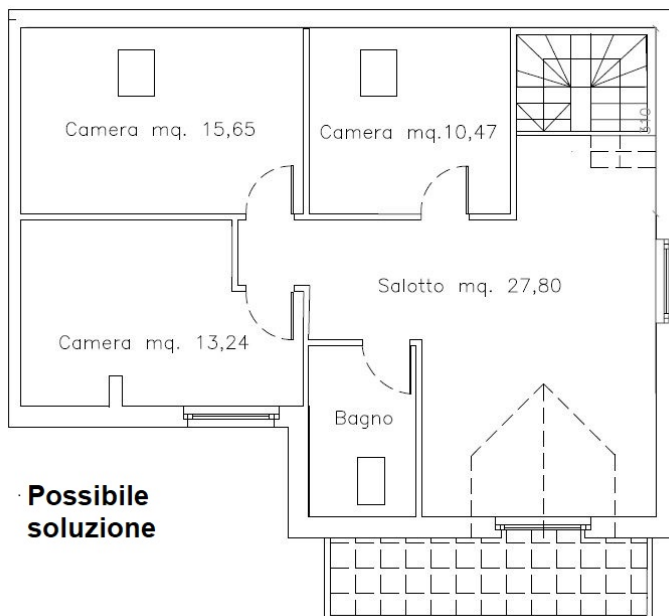 Camera mq. 15,65
Camera mq.10,47
310
Salotto mq. 27,80
Camera mq. 13,24
Bagno
Possibile
soluzione